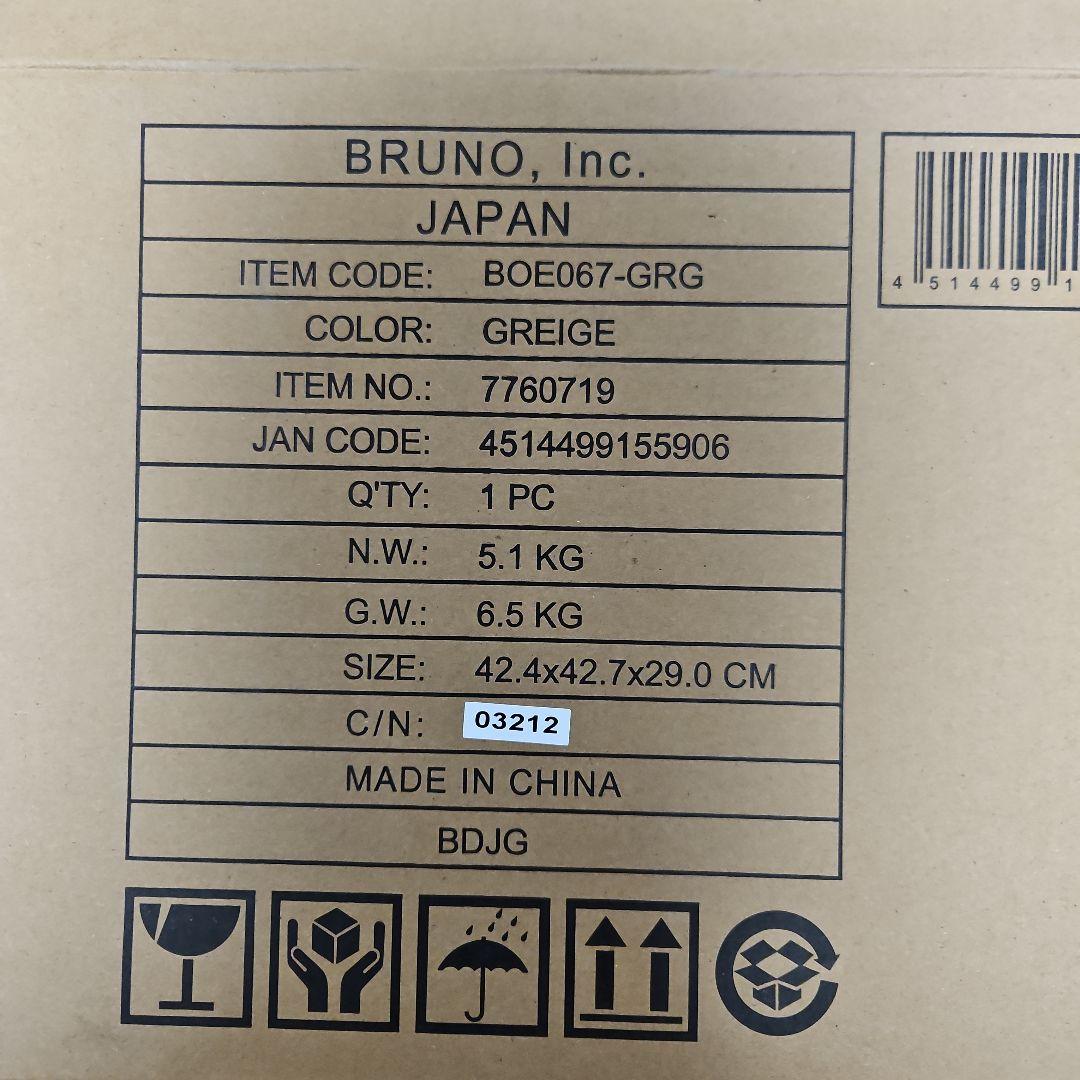 BRUNO, Inc.
JAPAN
ITEM CODE: BOE067-GRG
COLOR: GREIGE
ITEM NO.: 7760719
JAN CODE: 4514499155906
Q'TY: 1 PC
N.W.: 5.1 KG
G.W.: 6.5 KG
SIZE: 42.4x42.7x29.0 CM
C/N: 03212
MADE IN CHINA
BDJG
4 514499 1